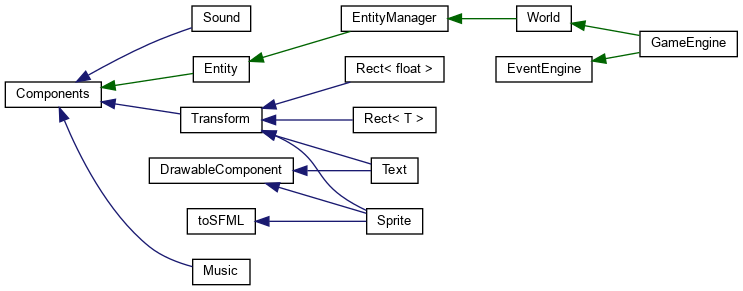 Sound
EntityManager
World
GameEngine
Entity
Rect< float >
EventEngine
Components
Transform
Rect< T >
DrawableComponent
Text
toSFML
Sprite
Music